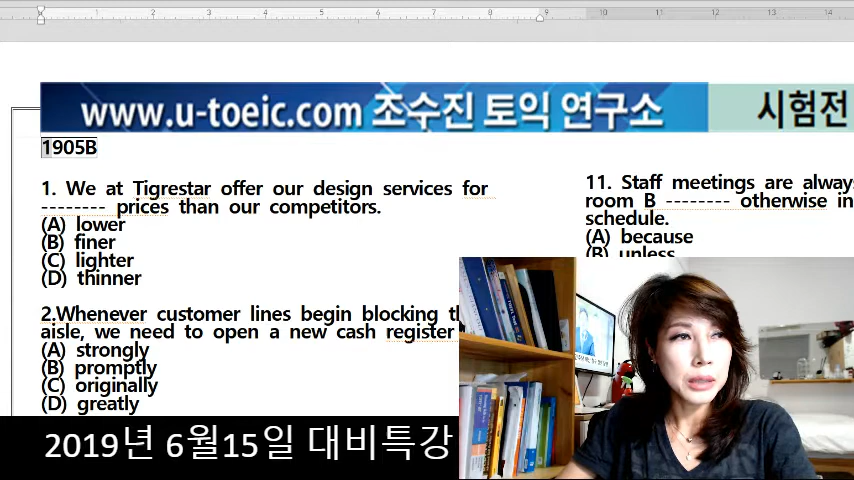 www.u-toeic.com 조수진 토익 연구소
시험전
1905B
1. We at Tigrestar offer our design services for
-------- prices than our competitors.
(A) lower
(B) finer
(C) lighter
(D) thinner
2.Whenever customer lines begin blocking
aisle, we need to open a new cash register
(A) strongly
(B) promptly
(C) originally
(D) greatly
11. Staff meetings are
room B -------- otherwise in
schedule.
(A) because
(B) unless
2019년 6월15일 대비특강